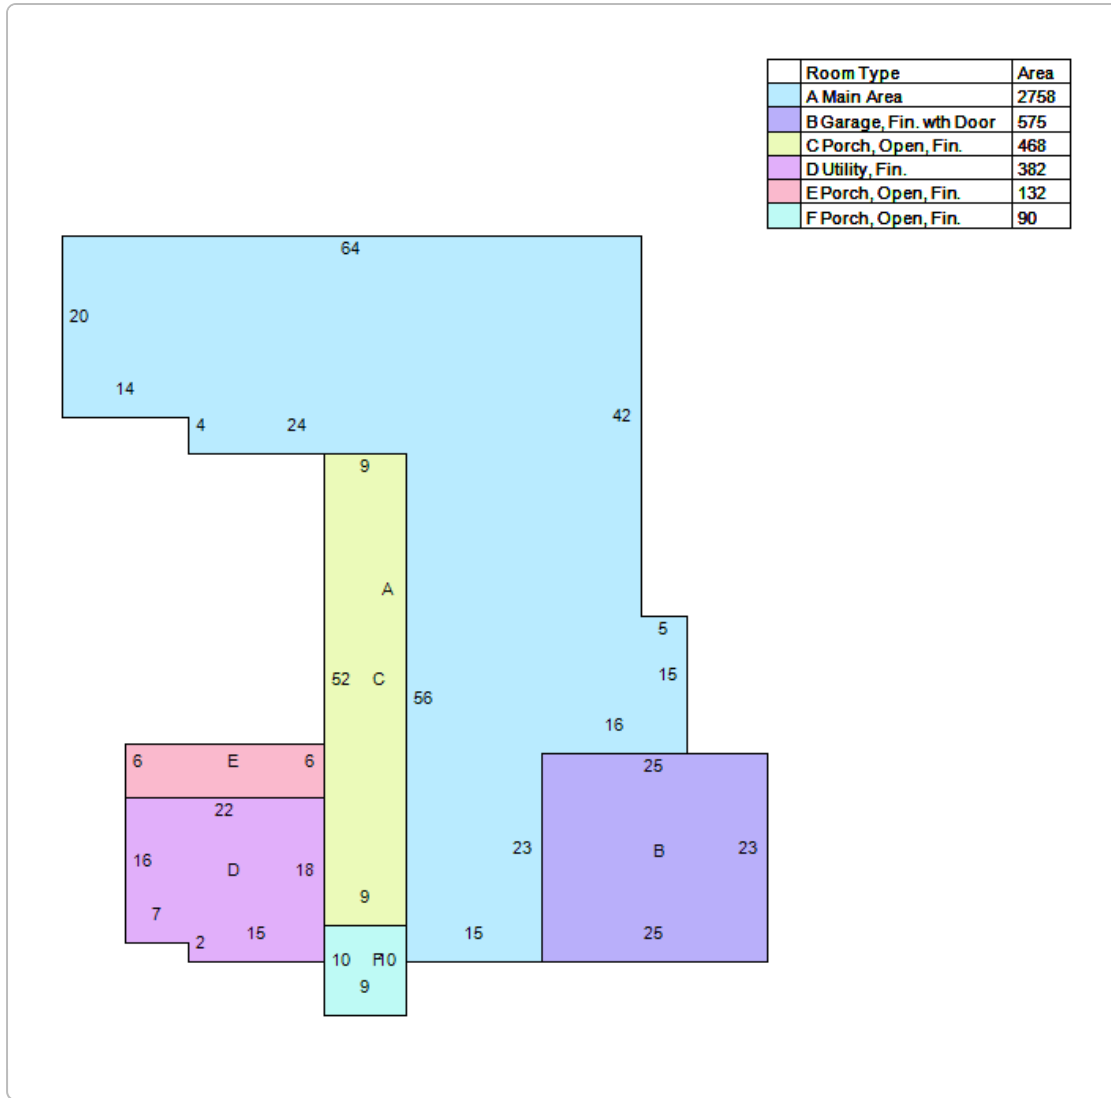 Room Type Area
A Main Area 2758
B Garage, Fin. wth Door 575
C Porch, Open, Fin. 468
D Utility, Fin. 382
E Porch, Open, Fin. 132
F Porch, Open, Fin. 90
64
20
14
4 24
42
9
A
5
52 C
15
56
16
6 E 6
25
22
23 B 23
16 D 18
9
7
15
2
15
25
10 F 10
9